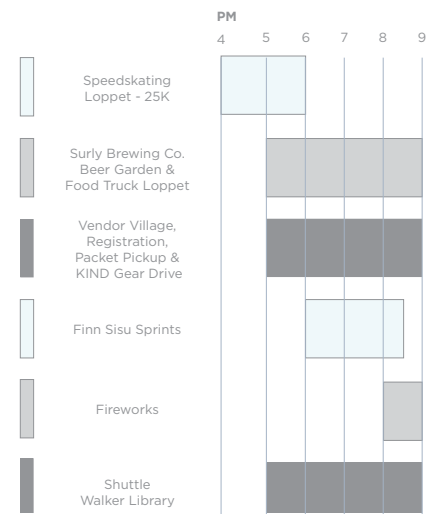 PM
4 5 6 7 8 9
Speedskating
Loppet - 25K
Surly Brewing Co.
Beer Garden &
Food Truck Loppet
Vendor Village,
Registration,
Packet Pickup &
KIND Gear Drive
Finn Sisu Sprints
Fireworks
Shuttle
Walker Library